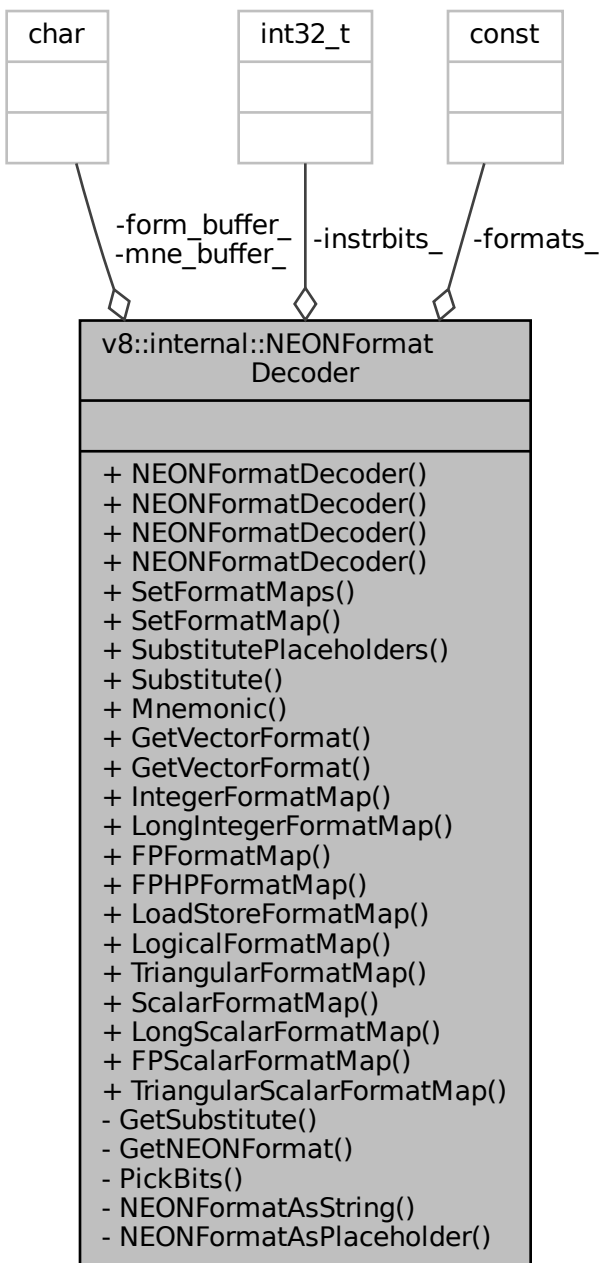 char
int32_t
const
-form_buffer_
-mne_buffer_
-instrbits_
-formats_
v8::internal::NEONFormat
Decoder
+ NEONFormatDecoder()
+ NEONFormatDecoder()
+ NEONFormatDecoder()
+ NEONFormatDecoder()
+ SetFormatMaps()
+ SetFormatMap()
+ SubstitutePlaceholders()
+ Substitute()
+ Mnemonic()
+ GetVectorFormat()
+ GetVectorFormat()
+ IntegerFormatMap()
+ LongIntegerFormatMap()
+ FPFormatMap()
+ FPHPFormatMap()
+ LoadStoreFormatMap()
+ LogicalFormatMap()
+ TriangularFormatMap()
+ ScalarFormatMap()
+ LongScalarFormatMap()
+ FPScalarFormatMap()
+ TriangularScalarFormatMap()
- GetSubstitute()
- GetNEONFormat()
- PickBits()
- NEONFormatAsString()
- NEONFormatAsPlaceholder()